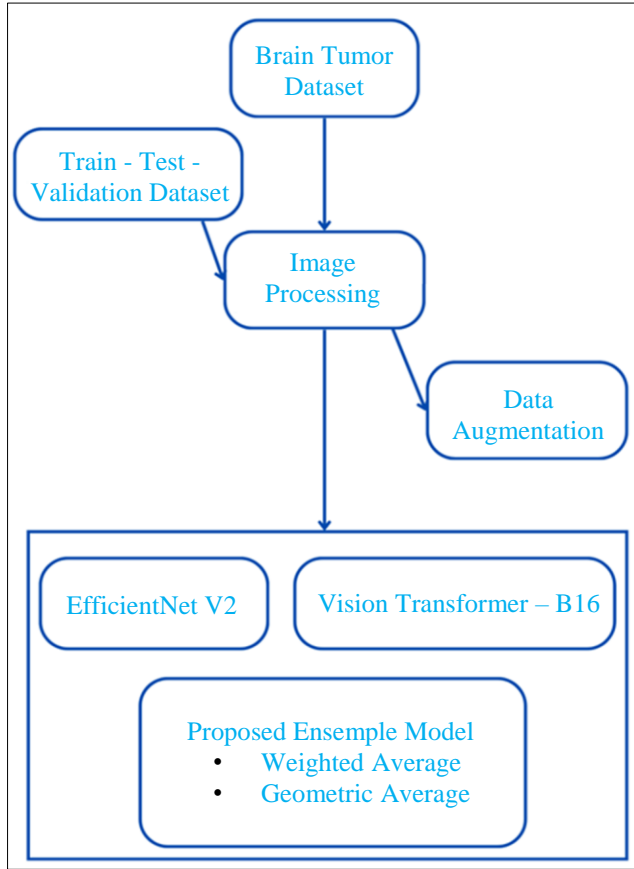 Brain Tumor
Dataset
Train - Test -
Validation Dataset
Image
Processing
Data
Augmentation
EfficientNet V2
Vision Transformer – B16
Proposed Ensemple Model
• Weighted Average
• Geometric Average